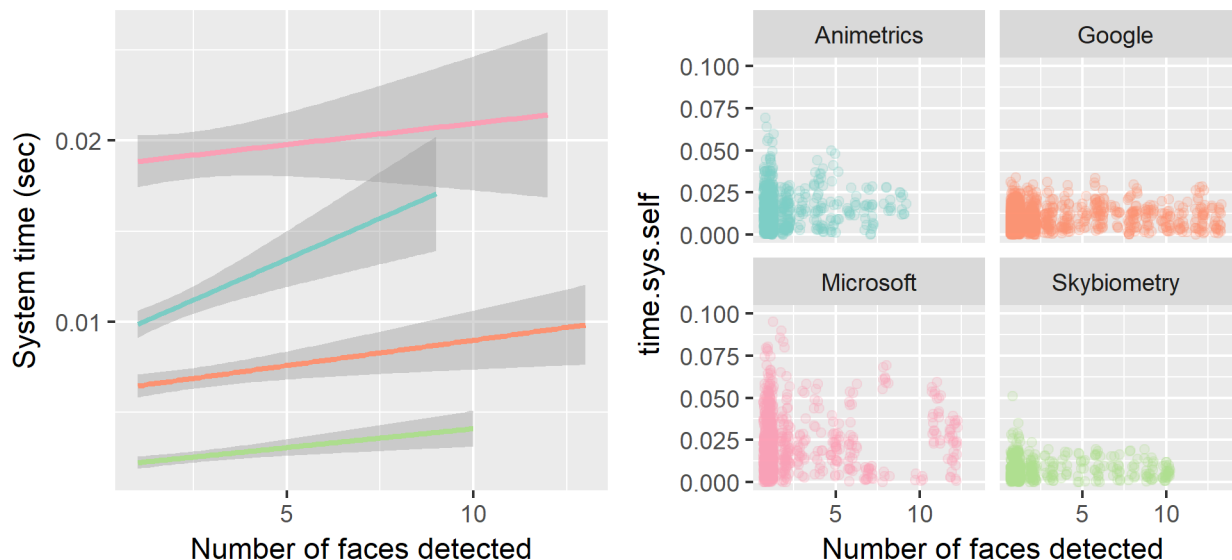 System time (sec)
0.02
0.01
5
10
Number of faces detected
time.sys.self
Animetrics
Google
0.100
0.075
0.050
0.025
0.000
Microsoft
Skybiometry
0.100
0.075
0.050
0.025
0.000
5
10
5
10
Number of faces detected